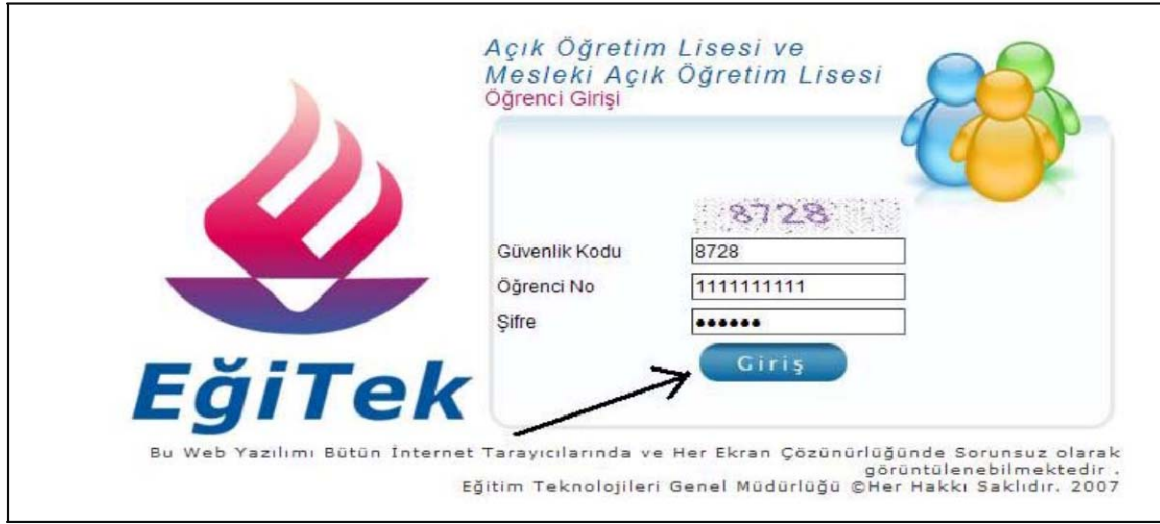 Açık Öğretim Lisesi ve
Mesleki Açık Öğretim Lisesi
Öğrenci Girişi
8728
Güvenlik Kodu 8728
Öğrenci No 1111111111
Şifre ••••••
Giriş
EğiTek
Bu Web Yazılımı Bütün İnternet Tarayıcılarında ve Her Ekran Çözünürlüğünde Sorunsuz olarak
görüntülenebilmektedir .
Eğitim Teknolojileri Genel Müdürlüğü ©Her Hakkı Saklıdır. 2007